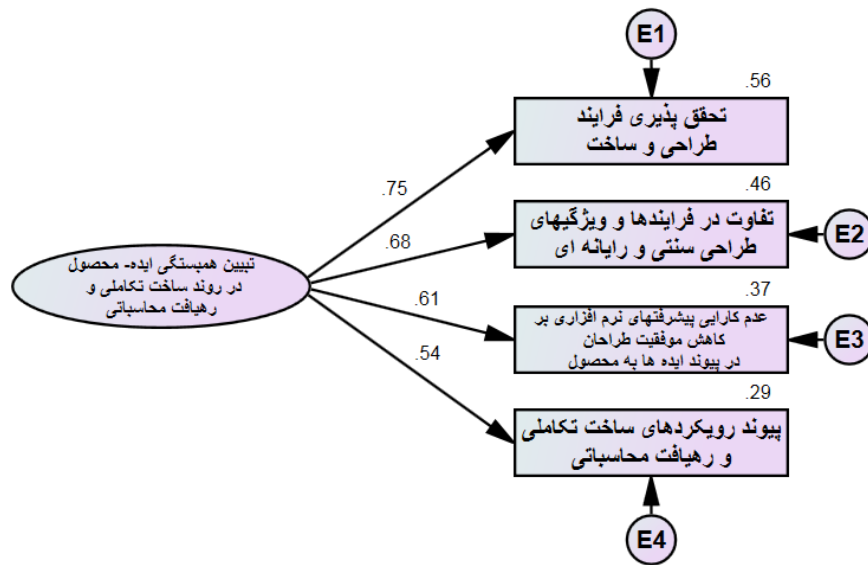 E1
.56
تحقق پذیری فرایند
طراحی و ساخت
.75
.46
تفاوت در فرایندها و ویژگیهای
طراحی سنتی و رایانه ای
E2
.68
تبیین همبستگی ایده- محصول
در روند ساخت تکاملی و
رهیافت محاسباتی
.61
.37
عدم کارایی پیشرفتهای نرم افزاری بر
کاهش موفقیت طراحان
در پیوند ایده ها به محصول
E3
.54
.29
پیوند رویکردهای ساخت تکاملی
و رهیافت محاسباتی
E4